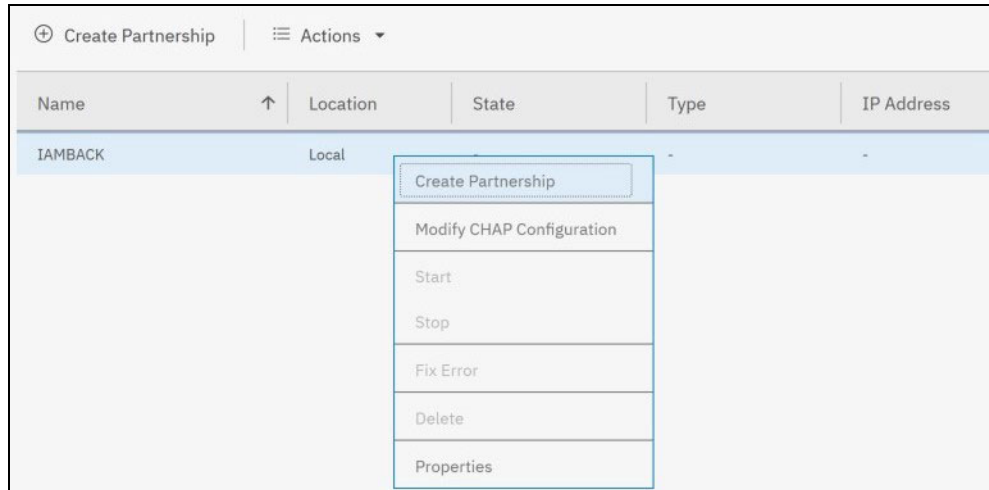 Create Partnership Actions
Name Location State Type IP Address
IAMBACK Local - - -
Create Partnership
Modify CHAP Configuration
Start
Stop
Fix Error
Delete
Properties